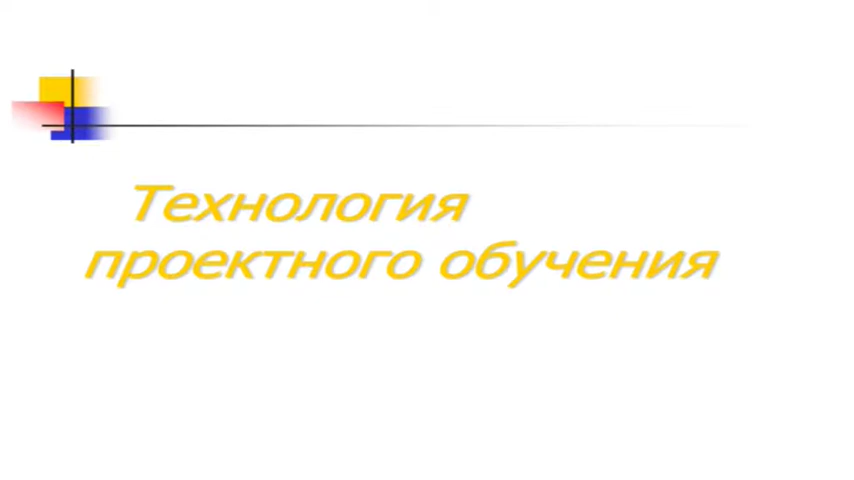 Технология
проектного обучения